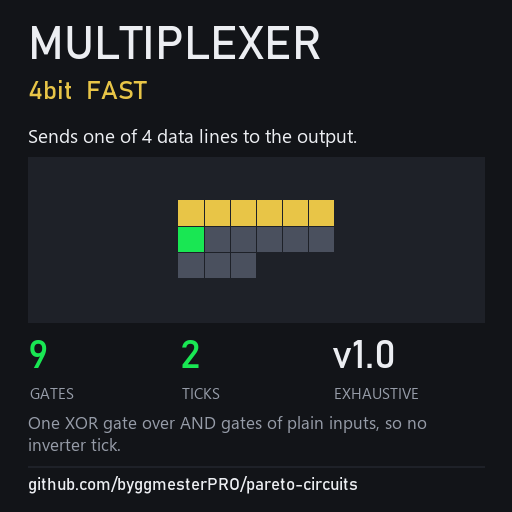 MULTIPLEXER
4bit FAST
Sends one of 4 data lines to the output.
9 2 v1.0
GATES TICKS EXHAUSTIVE
One XOR gate over AND gates of plain inputs, so no
inverter tick.
github.com/byggmesterPRO/pareto-circuits